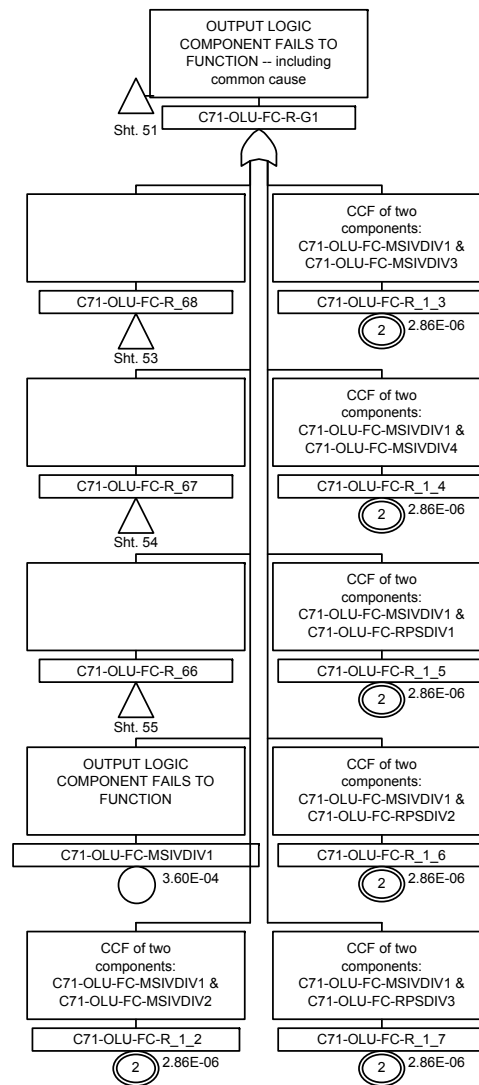 OUTPUT LOGIC
COMPONENT FAILS TO
FUNCTION -- including
common cause
C71-OLU-FC-R-G1
Sht. 51
C71-OLU-FC-R_68
Sht. 53
CCF of two
components:
C71-OLU-FC-MSIVDIV1 &
C71-OLU-FC-MSIVDIV3
C71-OLU-FC-R_1_3
2
2.86E-06
C71-OLU-FC-R_67
Sht. 54
CCF of two
components:
C71-OLU-FC-MSIVDIV1 &
C71-OLU-FC-MSIVDIV4
C71-OLU-FC-R_1_4
2
2.86E-06
C71-OLU-FC-R_66
Sht. 55
CCF of two
components:
C71-OLU-FC-MSIVDIV1 &
C71-OLU-FC-RPSDIV1
C71-OLU-FC-R_1_5
2
2.86E-06
OUTPUT LOGIC
COMPONENT FAILS TO
FUNCTION
C71-OLU-FC-MSIVDIV1
3.60E-04
CCF of two
components:
C71-OLU-FC-MSIVDIV1 &
C71-OLU-FC-RPSDIV2
C71-OLU-FC-R_1_6
2
2.86E-06
CCF of two
components:
C71-OLU-FC-MSIVDIV1 &
C71-OLU-FC-MSIVDIV2
C71-OLU-FC-R_1_2
2
2.86E-06
CCF of two
components:
C71-OLU-FC-MSIVDIV1 &
C71-OLU-FC-RPSDIV3
C71-OLU-FC-R_1_7
2
2.86E-06